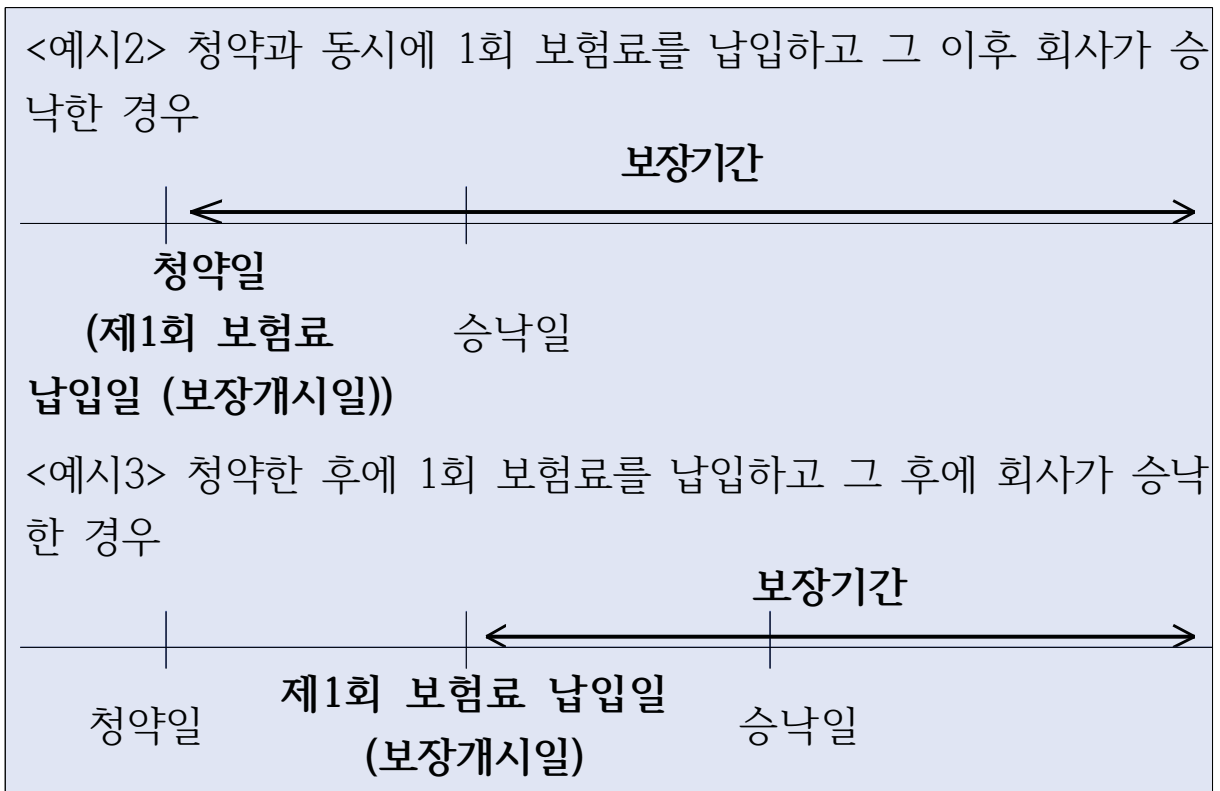 <예시2> 청약과 동시에 1회 보험료를 납입하고 그 이후 회사가 승
낙한 경우
보장기간
청약일
(제1회 보험료
승낙일
납입일 (보장개시일))
<예시3> 청약한 후에 1회 보험료를 납입하고 그 후에 회사가 승낙
한 경우
보장기간
청약일
제1회 보험료 납입일
(보장개시일)
승낙일